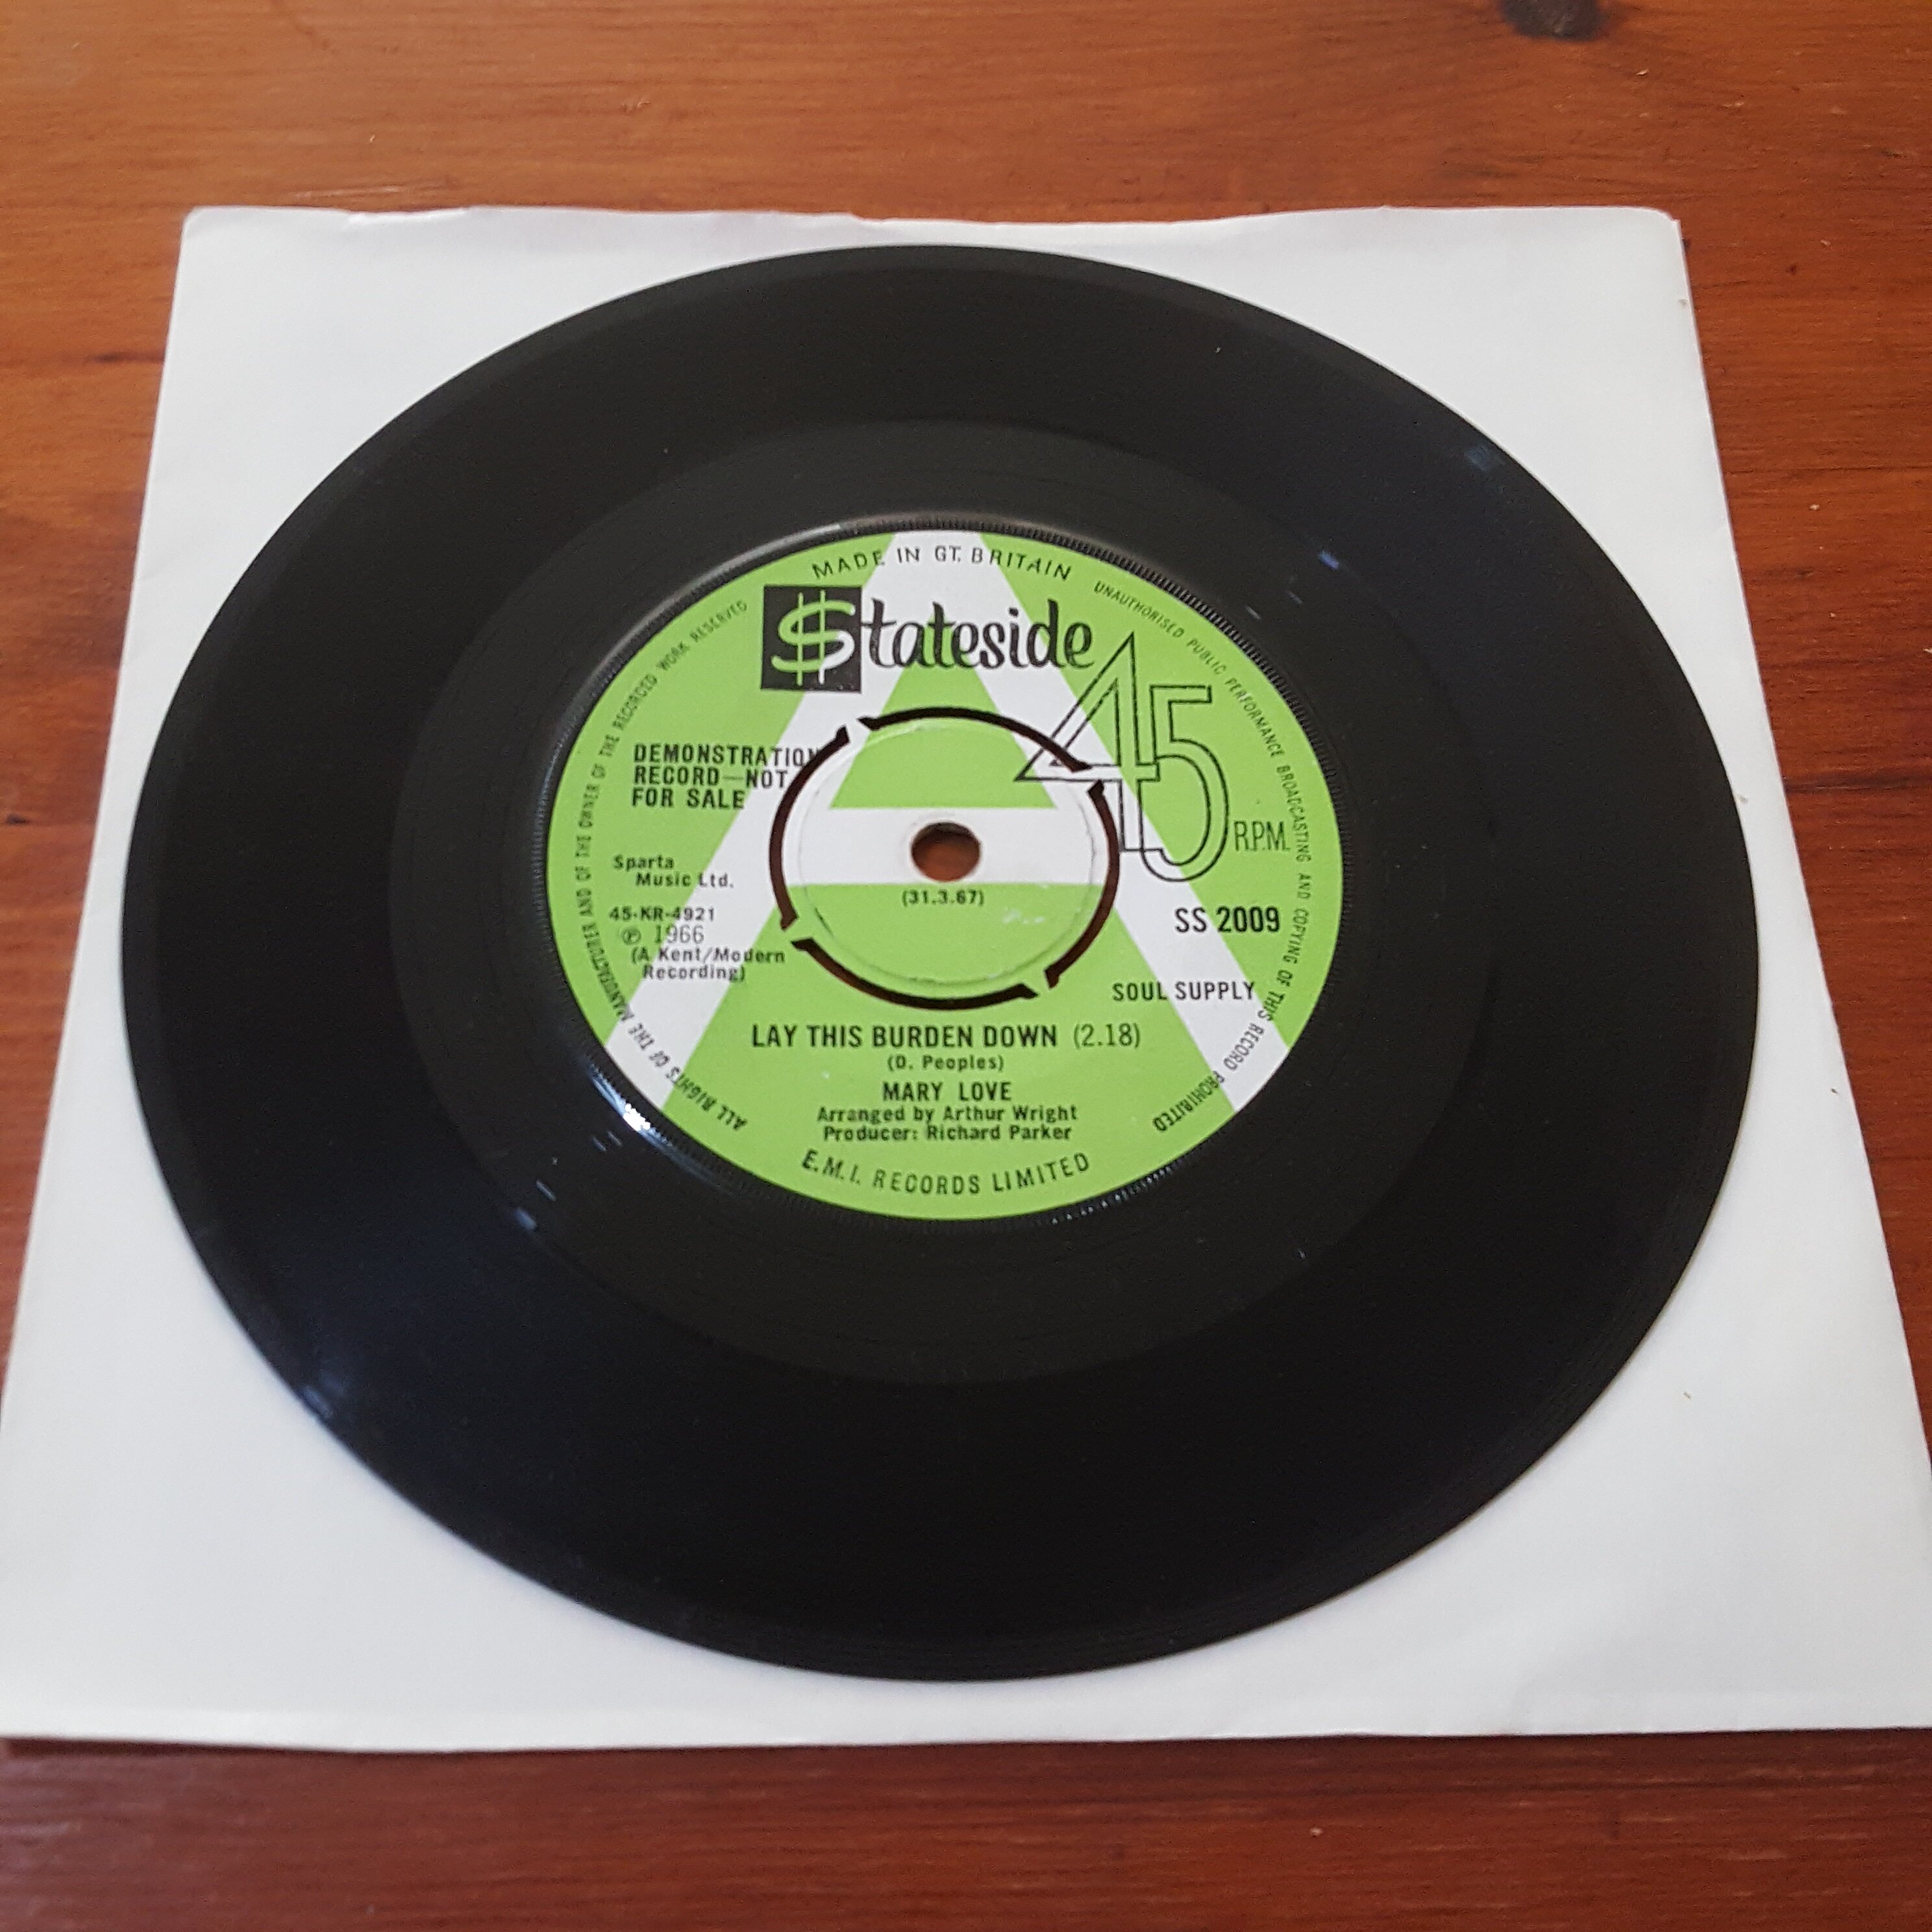 MADE IN GT. BRITAIN
$tateside
45
R.P.M.
DEMONSTRATION
RECORD—NOT
FOR SALE
Sparta
Music Ltd.
45-KR-4921
℗ 1966
(A Kent/Modern
Recording)
(31.3.67)
SS 2009
SOUL SUPPLY
LAY THIS BURDEN DOWN (2.18)
(D. Peoples)
MARY LOVE
Arranged by Arthur Wright
Producer: Richard Parker
E.M.I. RECORDS LIMITED
ALL RIGHTS OF THE MANUFACTURER AND OF THE OWNER OF THE RECORDED WORK RESERVED
UNAUTHORISED PUBLIC PERFORMANCE BROADCASTING AND COPYING OF THIS RECORD PROHIBITED